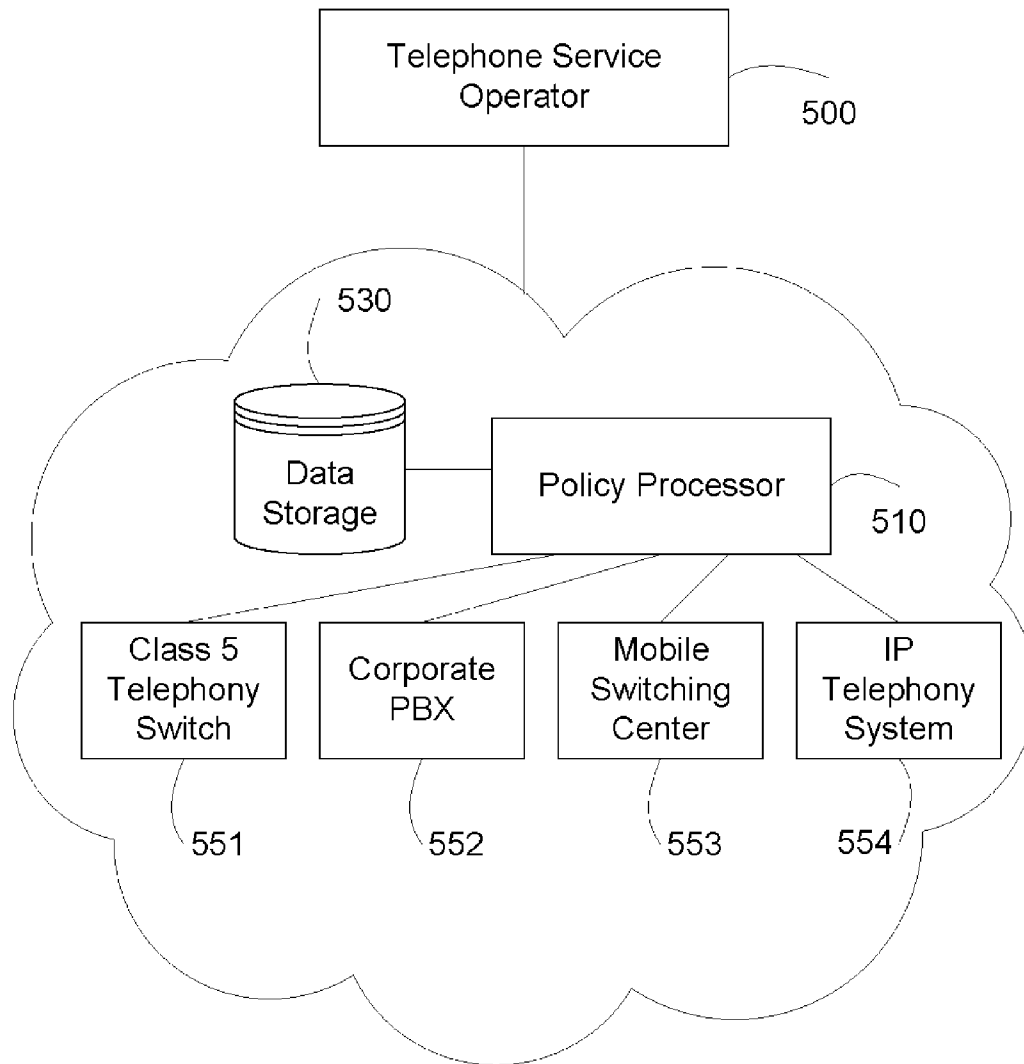 Telephone Service
Operator
500
530
Data
Storage
Policy Processor
510
Class 5
Telephony
Switch
Corporate
PBX
Mobile
Switching
Center
IP
Telephony
System
551
552
553
554